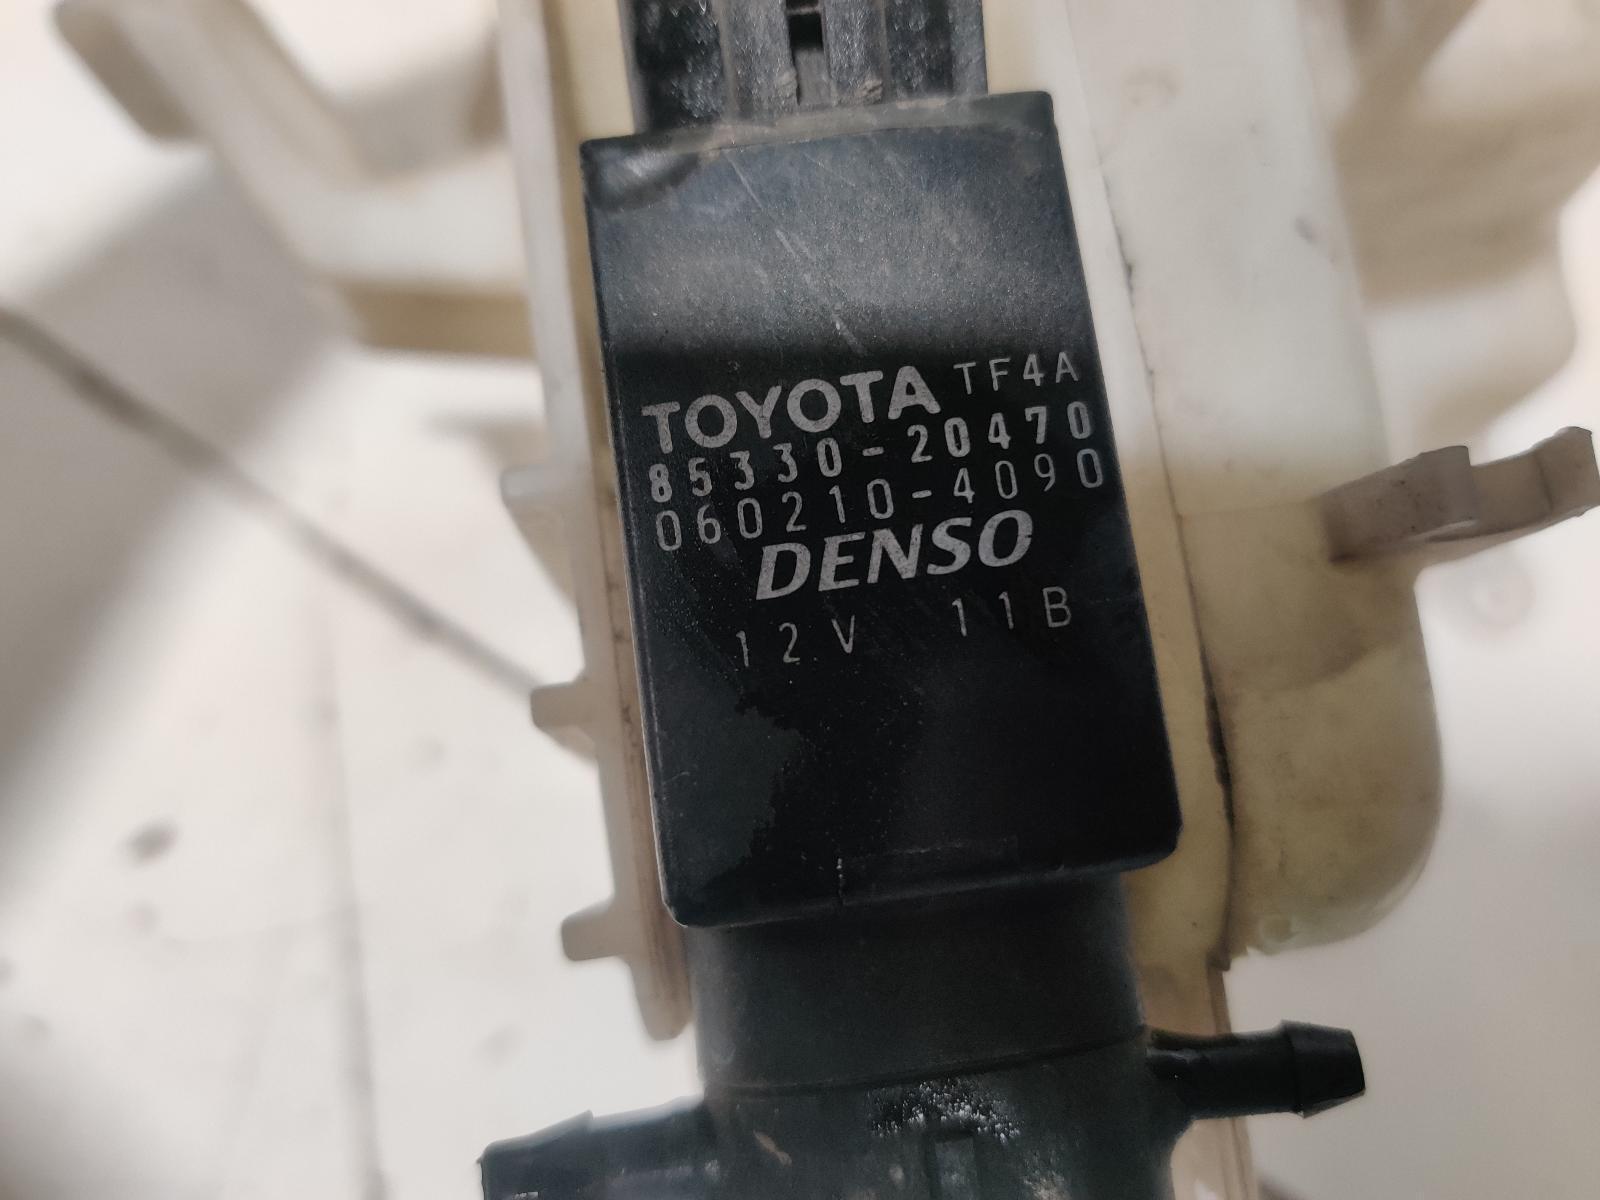 TOYOTA TF4A
85330-20470
060210-4090
DENSO
12V 11B